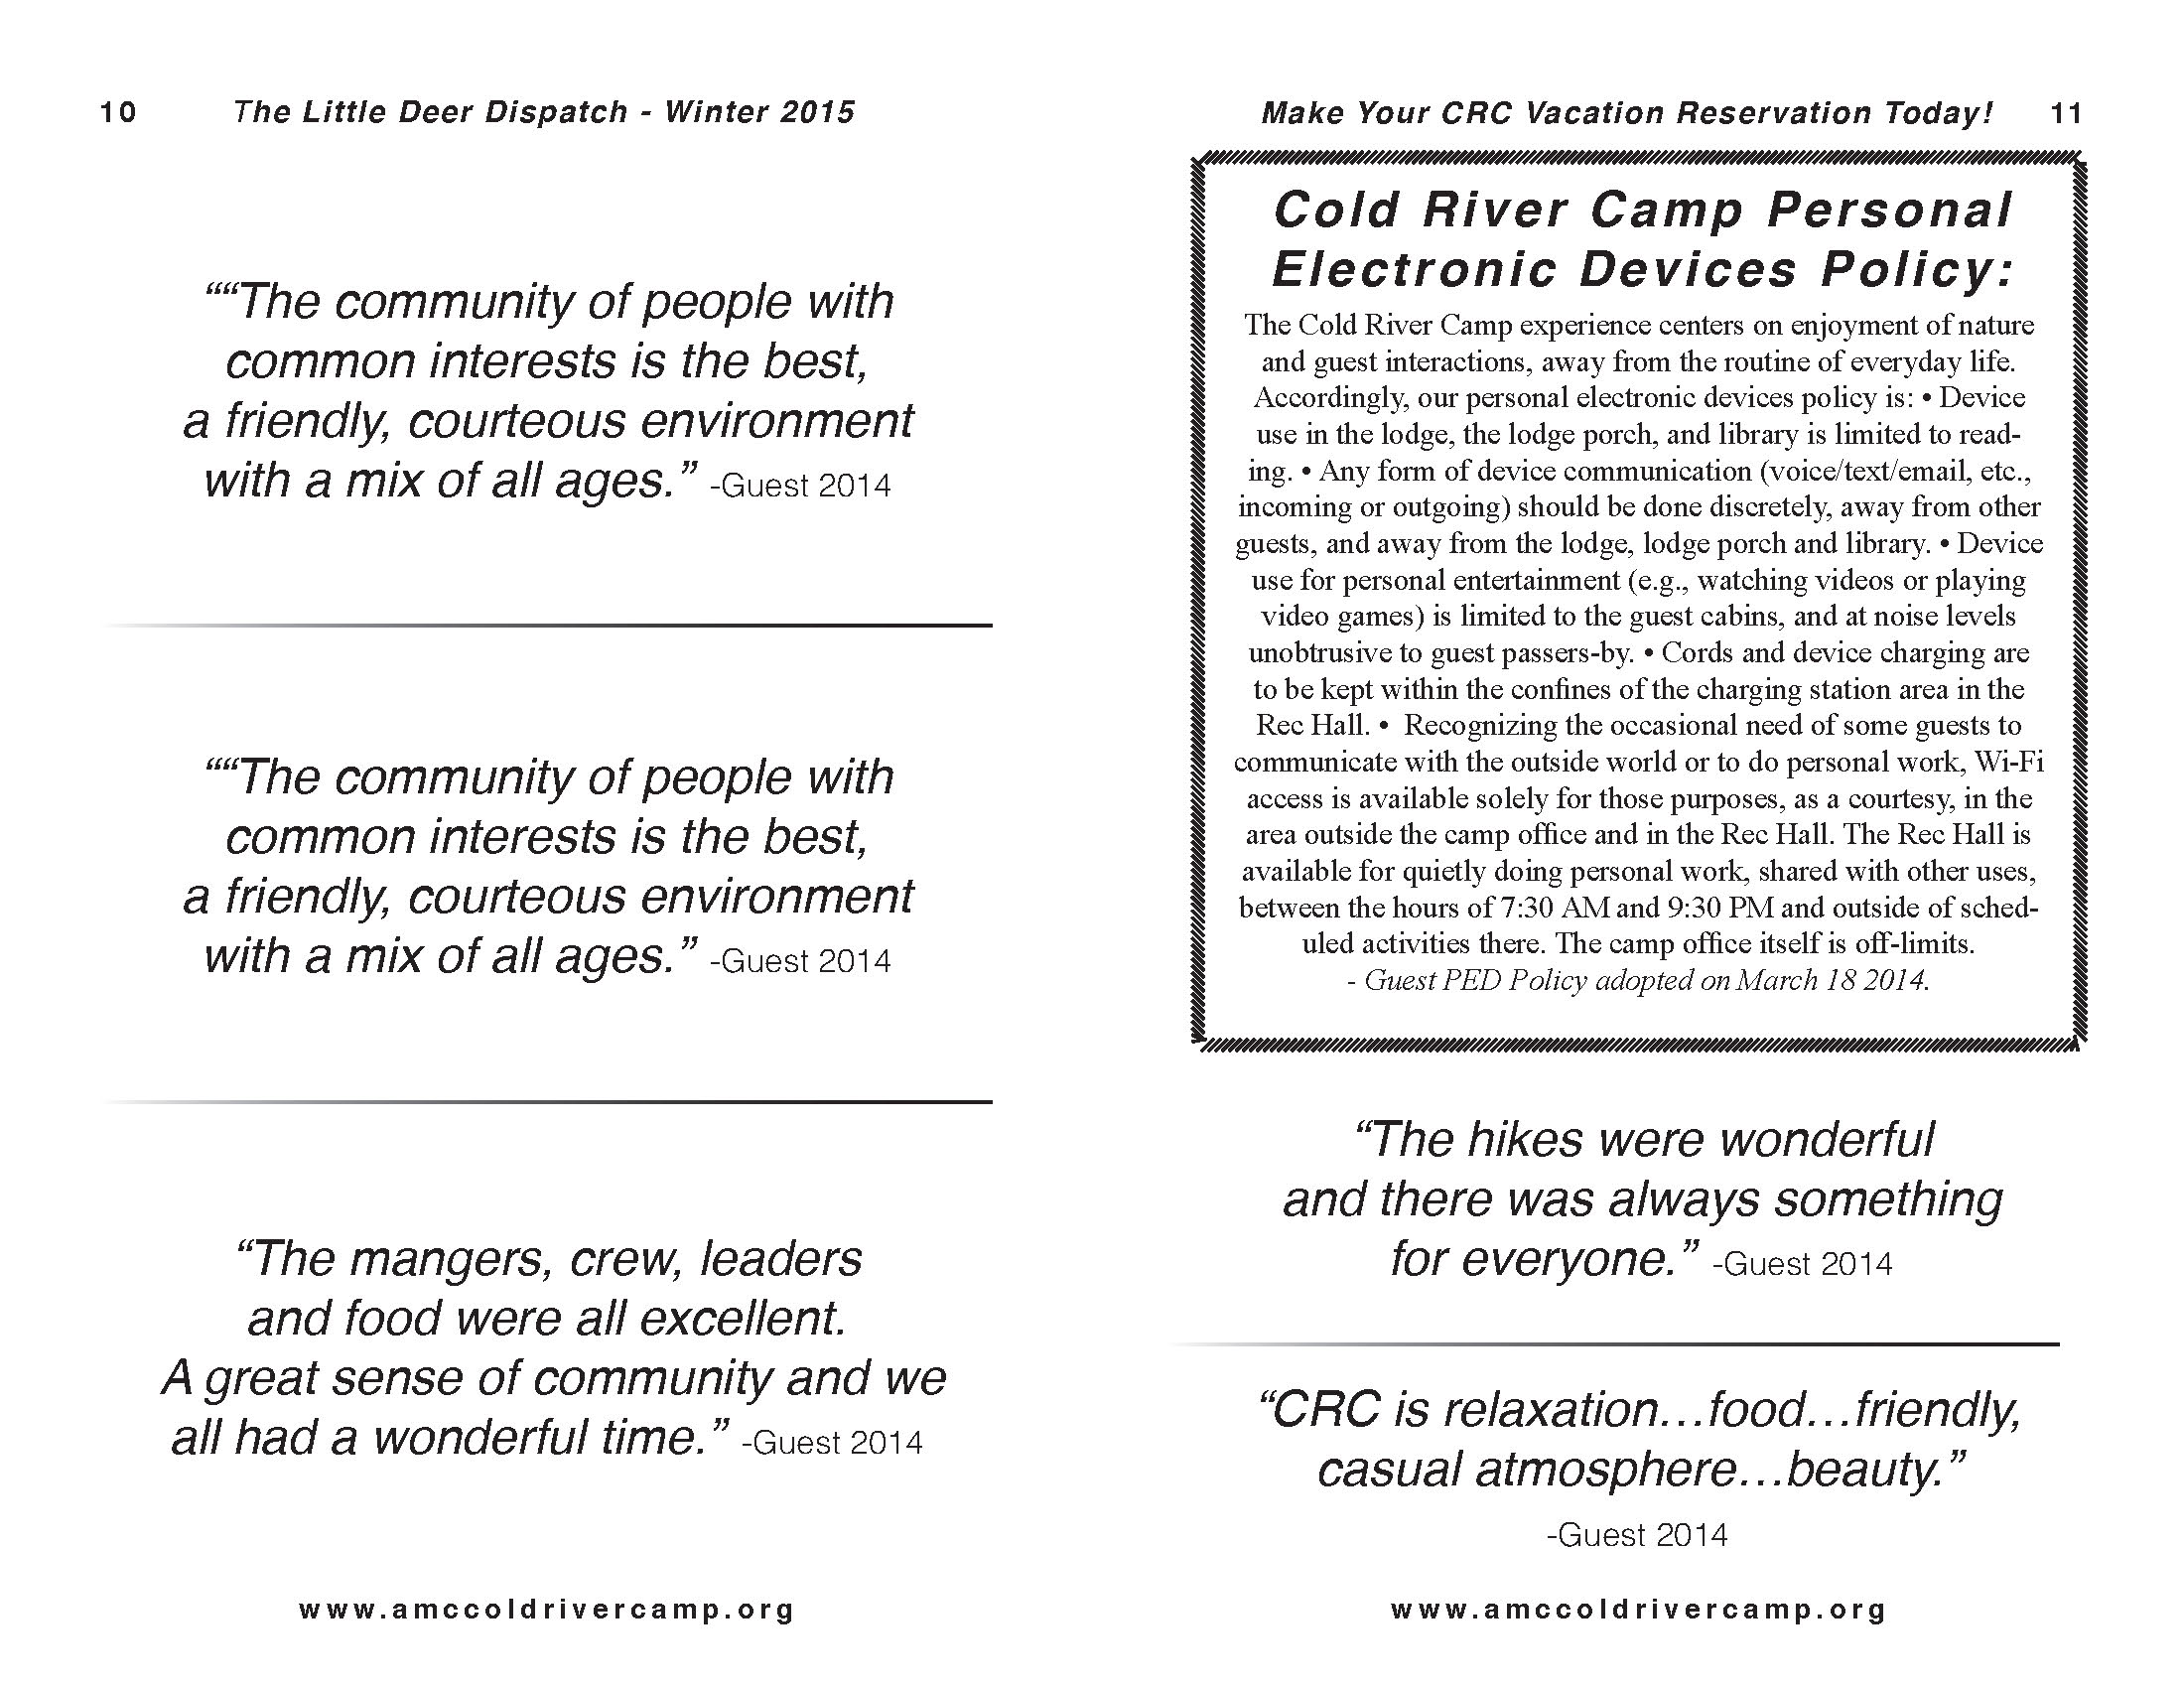 10 The Little Deer Dispatch - Winter 2015
““The community of people with
common interests is the best,
a friendly, courteous environment
with a mix of all ages.” -Guest 2014
““The community of people with
common interests is the best,
a friendly, courteous environment
with a mix of all ages.” -Guest 2014
“The mangers, crew, leaders
and food were all excellent.
A great sense of community and we
all had a wonderful time.” -Guest 2014
www.amccoldrivercamp.org
Make Your CRC Vacation Reservation Today! 11
Cold River Camp Personal
Electronic Devices Policy:
The Cold River Camp experience centers on enjoyment of nature
and guest interactions, away from the routine of everyday life.
Accordingly, our personal electronic devices policy is: • Device
use in the lodge, the lodge porch, and library is limited to read-
ing. • Any form of device communication (voice/text/email, etc.,
incoming or outgoing) should be done discretely, away from other
guests, and away from the lodge, lodge porch and library. • Device
use for personal entertainment (e.g., watching videos or playing
video games) is limited to the guest cabins, and at noise levels
unobtrusive to guest passers-by. • Cords and device charging are
to be kept within the confines of the charging station area in the
Rec Hall. •  Recognizing the occasional need of some guests to
communicate with the outside world or to do personal work, Wi-Fi
access is available solely for those purposes, as a courtesy, in the
area outside the camp office and in the Rec Hall. The Rec Hall is
available for quietly doing personal work, shared with other uses,
between the hours of 7:30 AM and 9:30 PM and outside of sched-
uled activities there. The camp office itself is off-limits.
- Guest PED Policy adopted on March 18 2014.
“The hikes were wonderful
and there was always something
for everyone.” -Guest 2014
“CRC is relaxation…food…friendly,
casual atmosphere…beauty.”
-Guest 2014
www.amccoldrivercamp.org